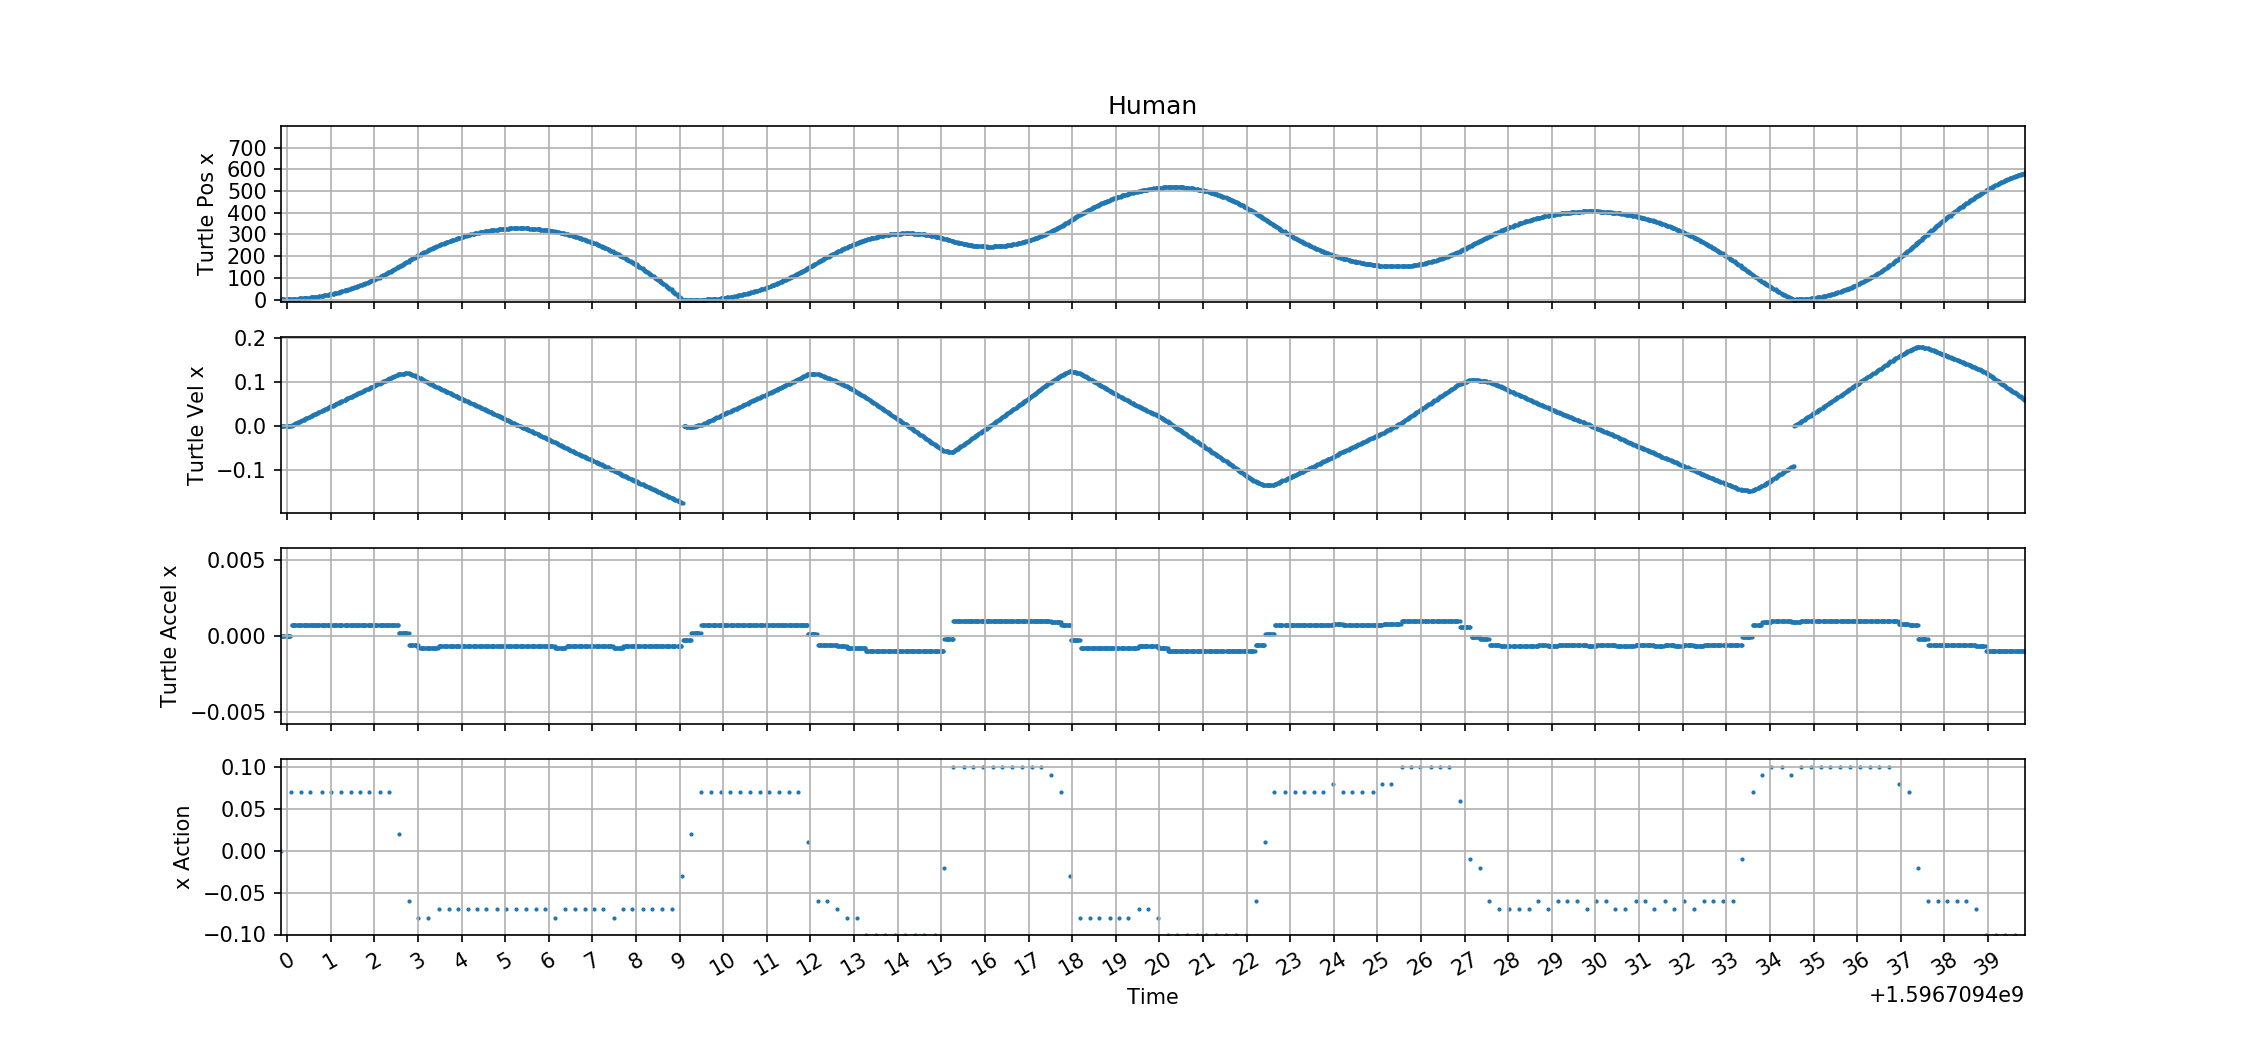 Human
Turtle Pos x
700
600
500
400
300
200
100
0
Turtle Vel x
0.2
0.1
0.0
−0.1
Turtle Accel x
0.005
0.000
−0.005
x Action
0.10
0.05
0.00
−0.05
−0.10
0 1 2 3 4 5 6 7 8 9 10 11 12 13 14 15 16 17 18 19 20 21 22 23 24 25 26 27 28 29 30 31 32 33 34 35 36 37 38 39
Time
+1.5967094e9